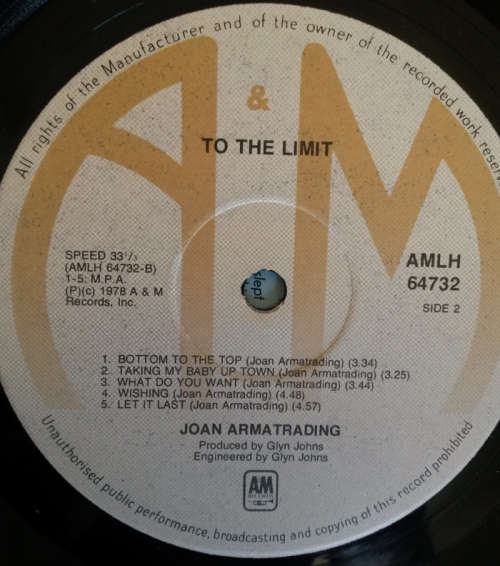 All rights of the Manufacturer and of the owner of the recorded work
A & M
TO THE LIMIT
SPEED 33⅓
(AMLH 64732-B)
1-5: M.P.A.
(P)(c) 1978 A & M
Records, Inc.
AMLH
64732
SIDE 2
slept
1. BOTTOM TO THE TOP (Joan Armatrading) (3.34)
2. TAKING MY BABY UP TOWN (Joan Armatrading) (3.25)
3. WHAT DO YOU WANT (Joan Armatrading) (3.44)
4. WISHING (Joan Armatrading) (4.48)
5. LET IT LAST (Joan Armatrading) (4.57)
JOAN ARMATRADING
Produced by Glyn Johns
Engineered by Glyn Johns
AM
RECORDS
Unauthorised public performance, broadcasting and copying of this record prohibited